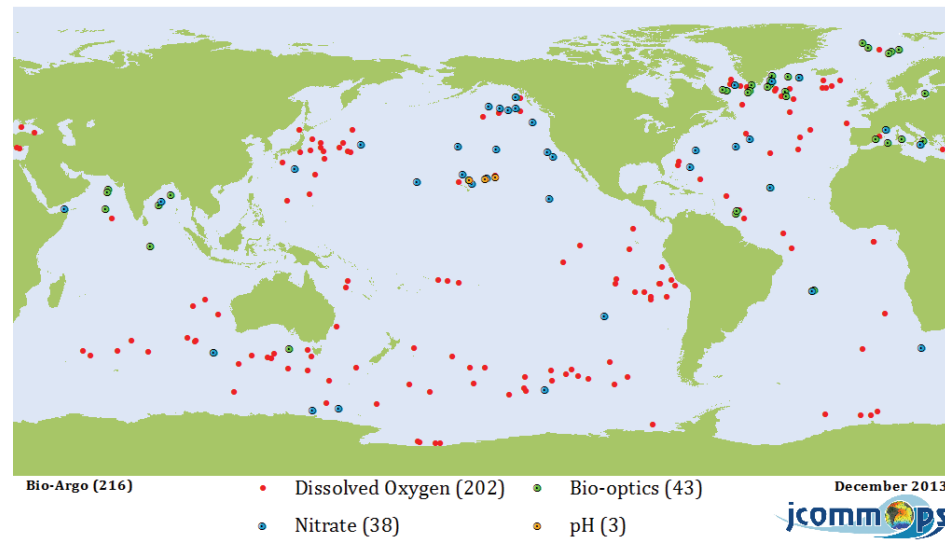 Bio-Argo (216)
Dissolved Oxygen (202)
Bio-optics (43)
December 2013
Nitrate (38)
pH (3)
jcommops